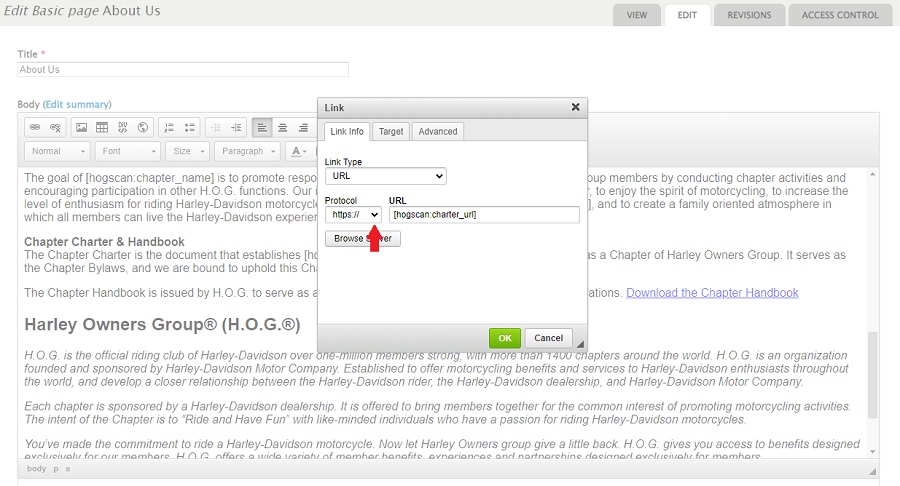 Edit Basic page About Us
VIEW
EDIT
REVISIONS
ACCESS CONTROL
Title *
About Us
Body (Edit summary)
Normal
Font
Size
Paragraph
A
The goal of [hogscan:chapter_name] is to promote respo
oup members by conducting chapter activities and
encouraging participation in other H.O.G. functions. Our i
, to enjoy the spirit of motorcycling, to increase the
level of enthusiasm for riding Harley-Davidson motorcycle
], and to create a family oriented atmosphere in
which all members can live the Harley-Davidson experien
Chapter Charter & Handbook
The Chapter Charter is the document that establishes [ho
as a Chapter of Harley Owners Group. It serves as
the Chapter Bylaws, and we are bound to uphold this Cha
The Chapter Handbook is issued by H.O.G. to serve as a
rations. Download the Chapter Handbook
Link
Link Info
Target
Advanced
Link Type
URL
Protocol
URL
https://
[hogscan:charter_url]
Browse Server
OK
Cancel
Harley Owners Group® (H.O.G.®)
H.O.G. is the official riding club of Harley-Davidson over one-million members strong, with more than 1400 chapters around the world. H.O.G. is an organization
founded and sponsored by Harley-Davidson Motor Company. Established to offer motorcycling benefits and services to Harley-Davidson enthusiasts throughout
the world, and develop a closer relationship between the Harley-Davidson rider, the Harley-Davidson dealership, and Harley-Davidson Motor Company.
Each chapter is sponsored by a Harley-Davidson dealership. It is offered to bring members together for the common interest of promoting motorcycling activities.
The intent of the Chapter is to "Ride and Have Fun" with like-minded individuals who have a passion for riding Harley-Davidson motorcycles.
You've made the commitment to ride a Harley-Davidson motorcycle. Now let Harley Owners group give a little back. H.O.G. gives you access to benefits designed
exclusively for our members. H.O.G. offers a wide variety of member benefits, experiences and partnerships designed exclusively for members.
body p a